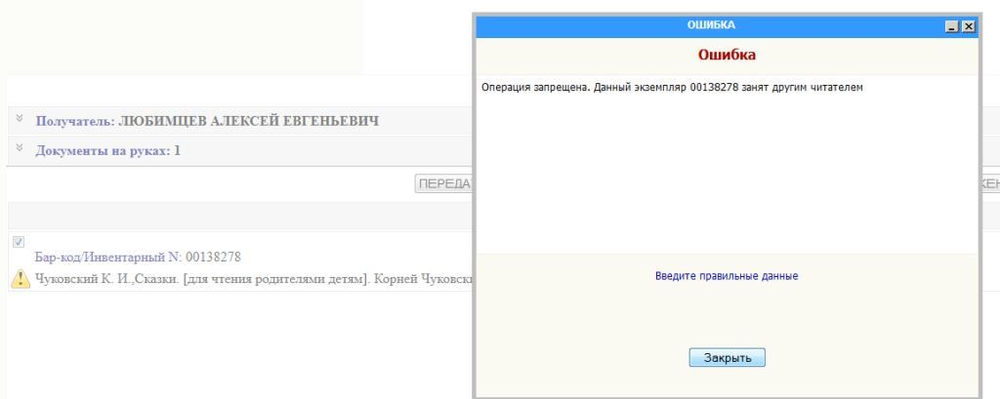 ОШИБКА
Ошибка
Операция запрещена. Данный экземпляр 00138278 занят другим читателем
Получатель: ЛЮБИМЦЕВ АЛЕКСЕЙ ЕВГЕНЬЕВИЧ
Документы на руках: 1
ПЕРЕДА
Бар-код/Инвентарный N: 00138278
Чуковский К. И.,Сказки. [для чтения родителями детям]. Корней Чуковск
Введите правильные данные
Закрыть